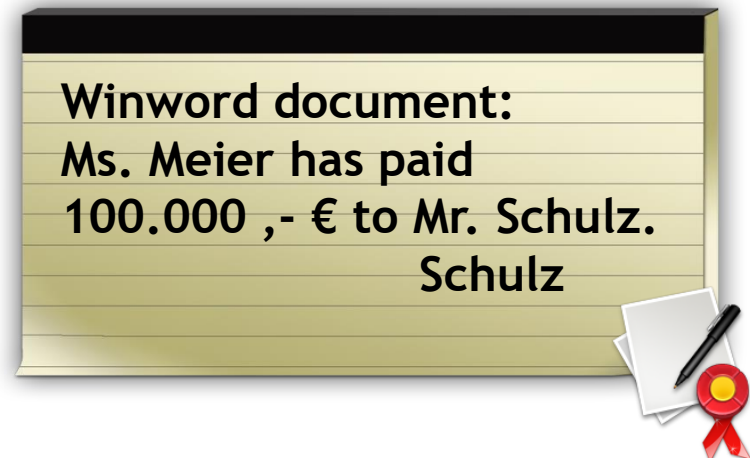 Winword document:
Ms. Meier has paid
100.000 ,- € to Mr. Schulz.
Schulz